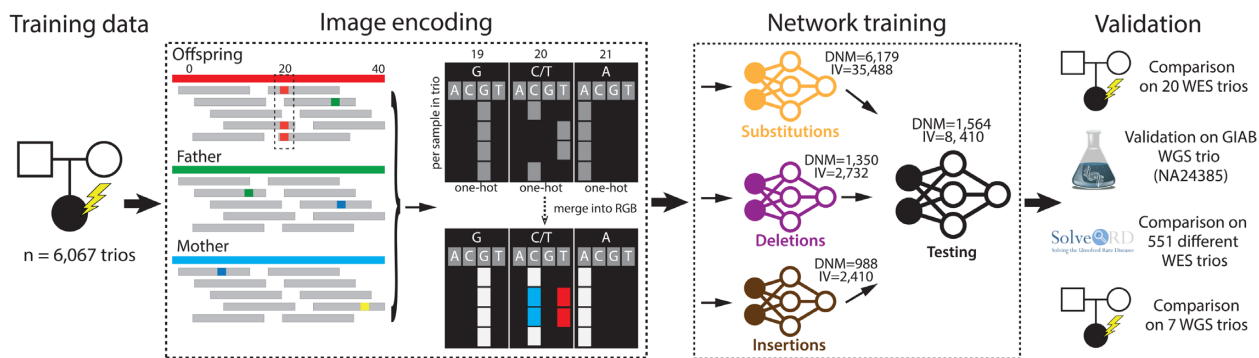 Training data
Image encoding
Network training
Validation
n = 6,067 trios
Offspring
0 20 40
Father
Mother
19 20 21
G C/T A
A C G T A C G T A C G T
per sample in trio
one-hot one-hot one-hot
merge into RGB
G C/T A
A C G T A C G T A C G T
Substitutions
DNM=6,179
IV=35,488
Deletions
DNM=1,350
IV=2,732
Insertions
DNM=988
IV=2,410
DNM=1,564
IV=8, 410
Testing
Comparison
on 20 WES trios
Validation on GIAB
WGS trio
(NA24385)
Solve RD
Solving the Unsolved Rare Diseases
Comparison on
551 different
WES trios
Comparison
on 7 WGS trios